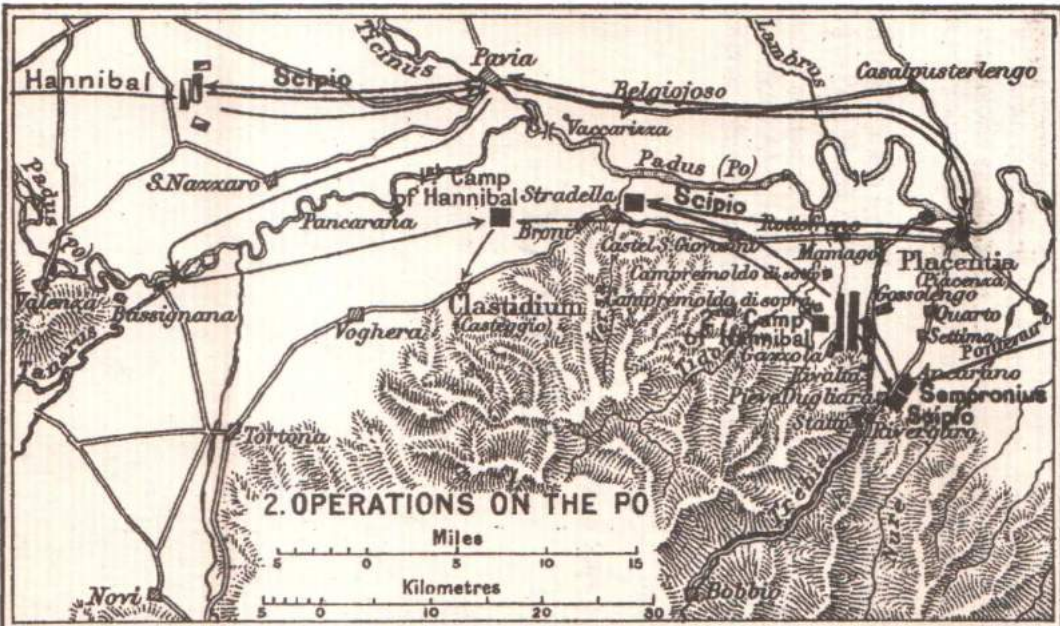 Ticinus
Pavia
Lambrus
Casalpusterlengo
Hannibal
Scipio
Belgiojoso
Vaccarizza
Padus
(Po)
S. Nazzaro
Padus (Po)
1st Camp
of Hannibal
Stradella
Scipio
Pancarana
Broni
Rottofreno
Castel S. Giovanni
Mamago
Placentia
(Piacenza)
Valenza
Bassignana
Campremoldo di sotto
Clastidium
(Casteggio)
Campremoldo di sopra
Gossolengo
Quarto
Voghera
2nd Camp
of Hannibal
Settima
Tanarus
Tidone
Gazzola
Rivalta
Ancarano
Pieve Dugliara
Sempronius
Scipio
Rivergaro
Tortona
Trebia
Nure
2. OPERATIONS ON THE PO
Miles
5 0 5 10 15
Kilometres
5 0 10 20 30
Novi
Bobbio